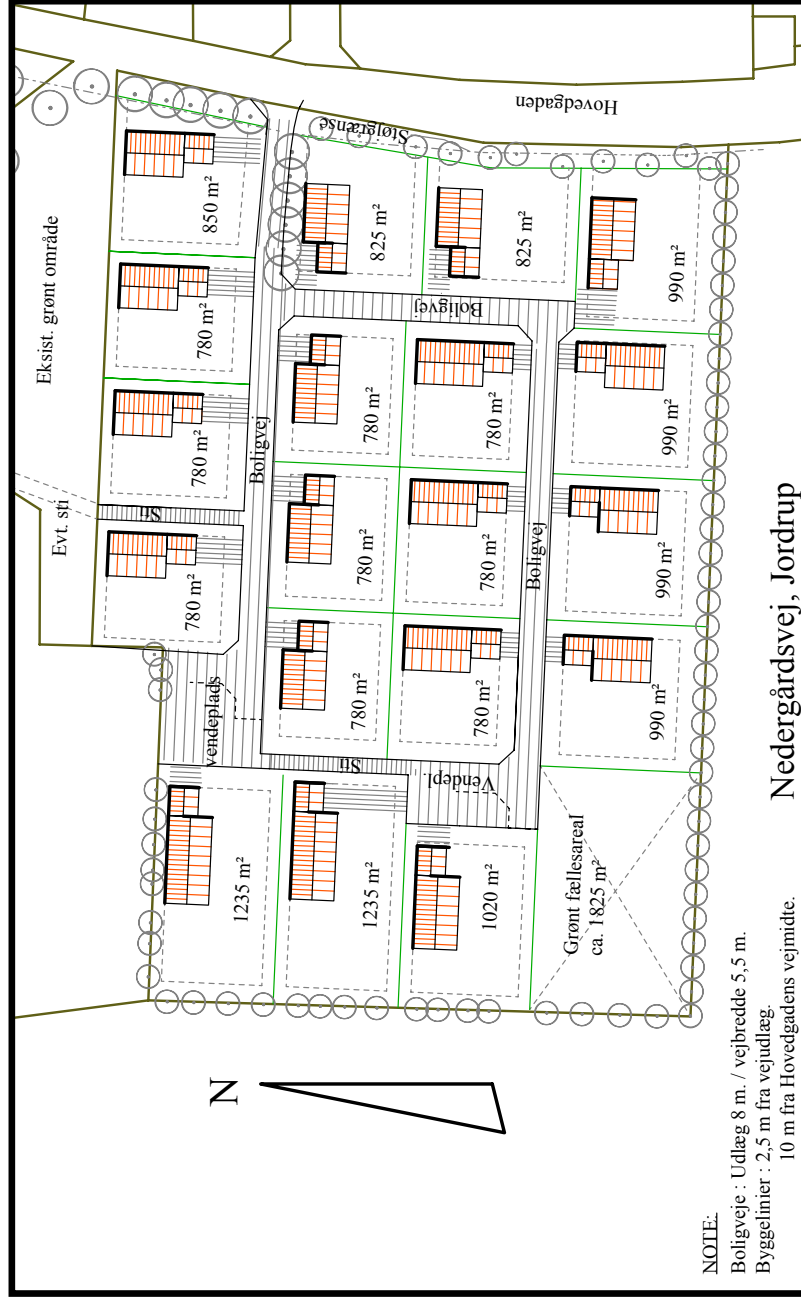 Eksist. grønt område
Evt. sti
Sti
780 m²
780 m²
780 m²
850 m²
vendeplads
N
1235 m²
Boligvej
Sti
1235 m²
780 m²
780 m²
780 m²
825 m²
Støjgrænse
Boligvej
Vendepl.
1020 m²
780 m²
780 m²
780 m²
825 m²
Boligvej
Hovedgaden
Grønt fællesareal
ca. 1825 m²
990 m²
990 m²
990 m²
990 m²
NOTE:
Boligveje : Udlæg 8 m. / vejbredde 5,5 m.
Byggelinier : 2,5 m fra vejudlæg.
10 m fra Hovedgadens vejmidte.
Nedergårdsvej, Jordrup